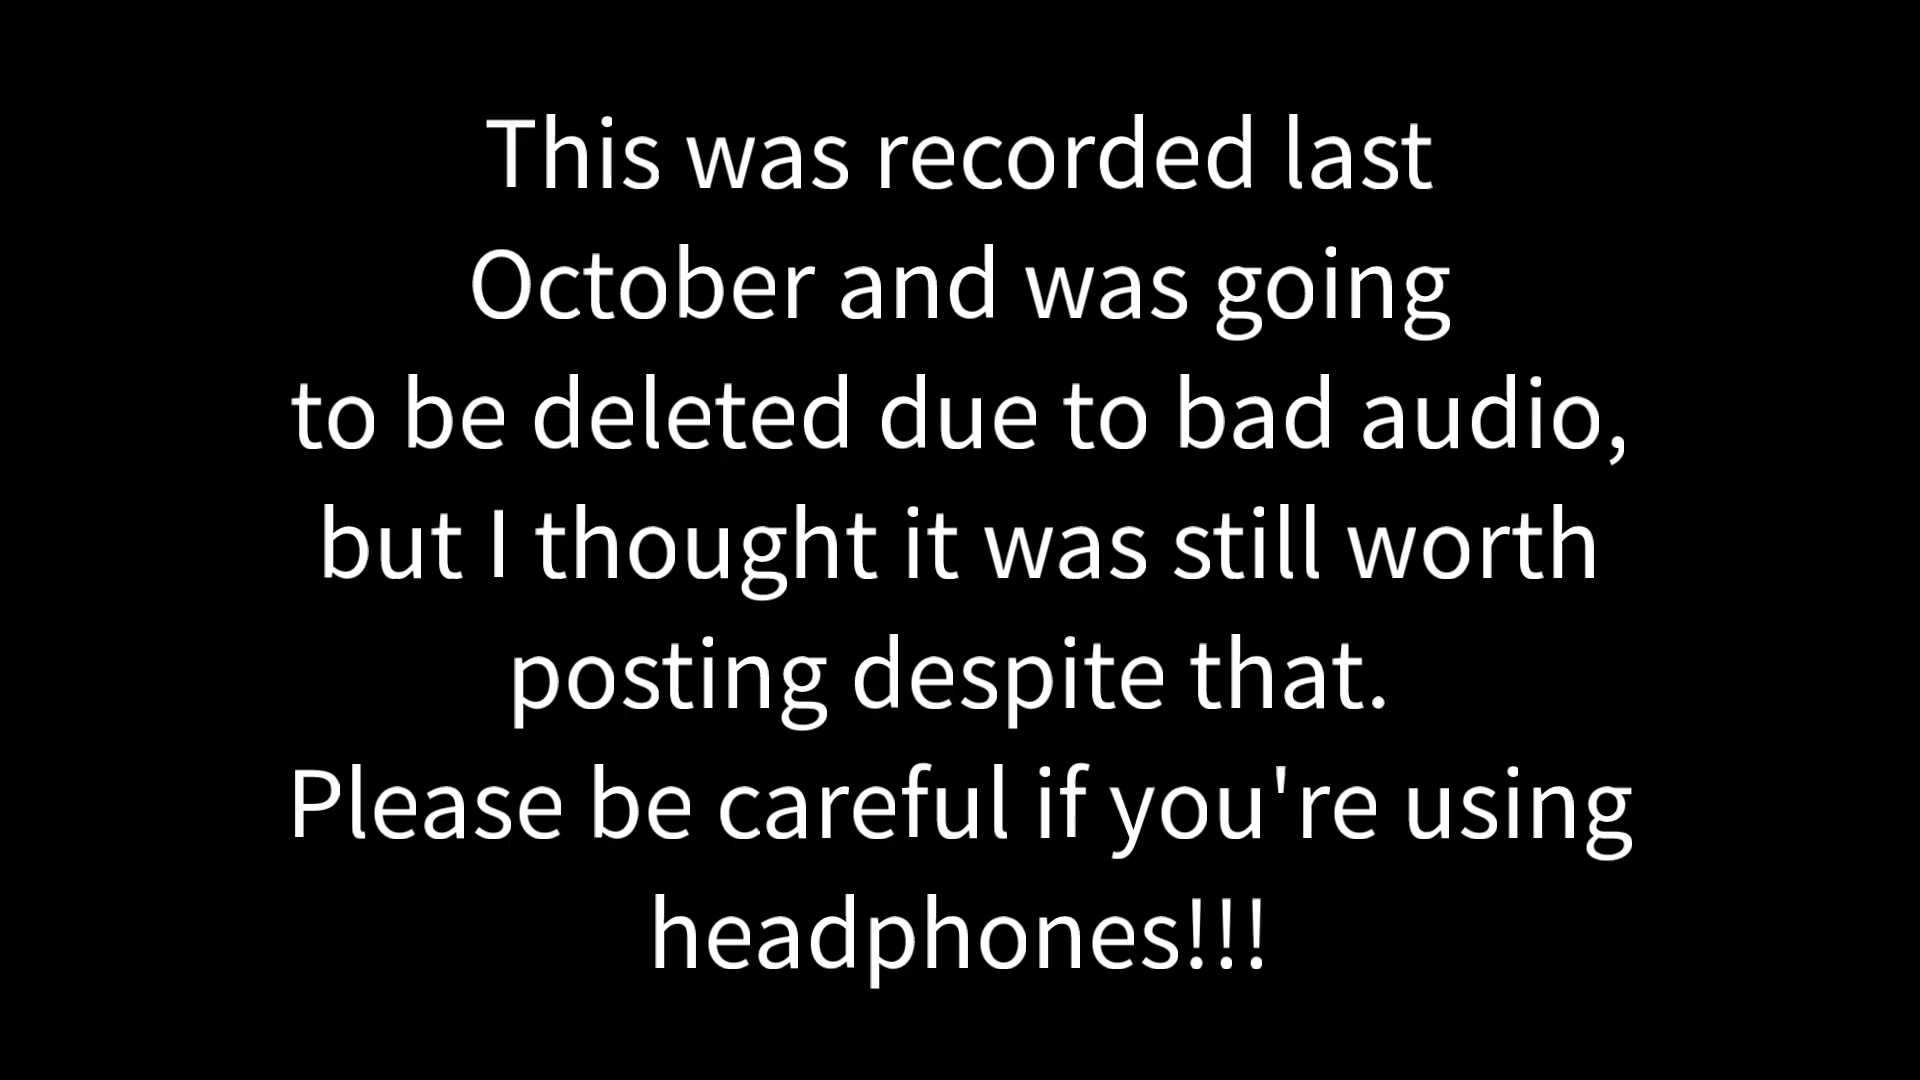 This was recorded last
October and was going
to be deleted due to bad audio,
but I thought it was still worth
posting despite that.
Please be careful if you're using
headphones!!!